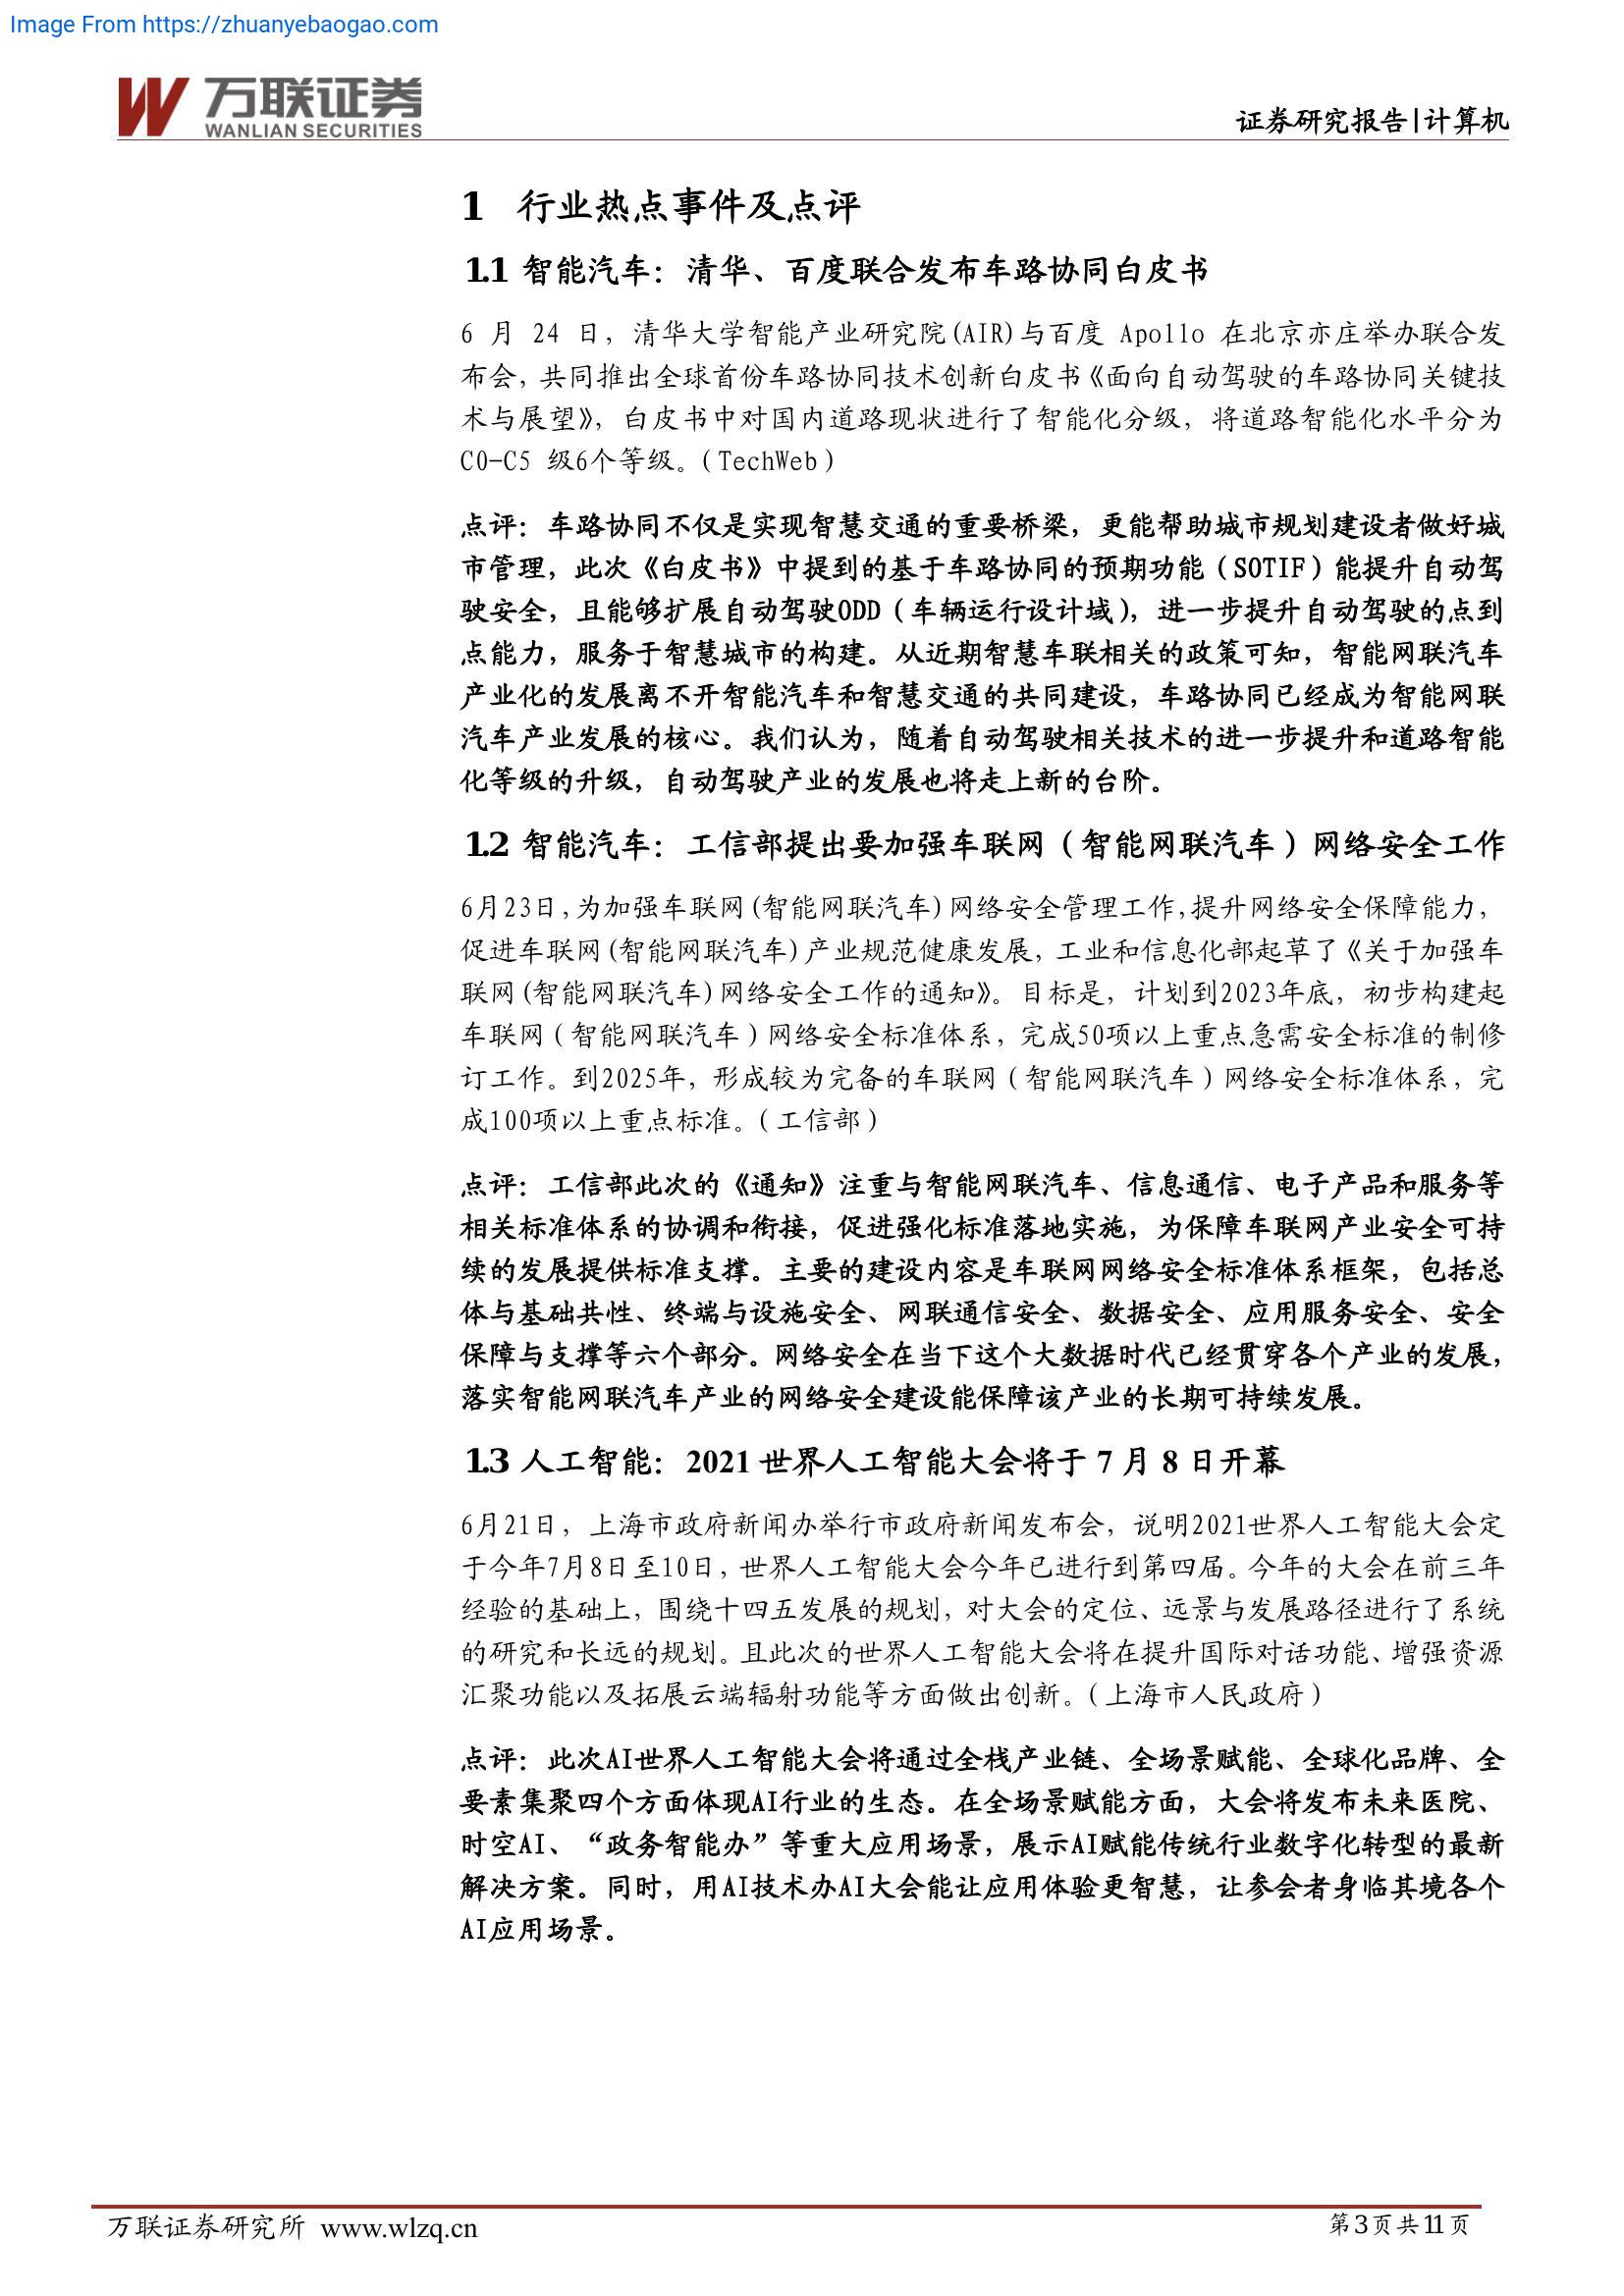 Image From https://zhuanyebaogao.com
万联证券
WANLIAN SECURITIES
证券研究报告|计算机
1 行业热点事件及点评
1.1 智能汽车：清华、百度联合发布车路协同白皮书
6 月 24 日，清华大学智能产业研究院(AIR)与百度 Apollo 在北京亦庄举办联合发
布会，共同推出全球首份车路协同技术创新白皮书《面向自动驾驶的车路协同关键技
术与展望》，白皮书中对国内道路现状进行了智能化分级，将道路智能化水平分为
C0-C5 级6个等级。（TechWeb）
点评：车路协同不仅是实现智慧交通的重要桥梁，更能帮助城市规划建设者做好城
市管理，此次《白皮书》中提到的基于车路协同的预期功能（SOTIF）能提升自动驾
驶安全，且能够扩展自动驾驶ODD（车辆运行设计域），进一步提升自动驾驶的点到
点能力，服务于智慧城市的构建。从近期智慧车联相关的政策可知，智能网联汽车
产业化的发展离不开智能汽车和智慧交通的共同建设，车路协同已经成为智能网联
汽车产业发展的核心。我们认为，随着自动驾驶相关技术的进一步提升和道路智能
化等级的升级，自动驾驶产业的发展也将走上新的台阶。
1.2 智能汽车：工信部提出要加强车联网（智能网联汽车）网络安全工作
6月23日，为加强车联网(智能网联汽车)网络安全管理工作，提升网络安全保障能力，
促进车联网(智能网联汽车)产业规范健康发展，工业和信息化部起草了《关于加强车
联网(智能网联汽车)网络安全工作的通知》。目标是，计划到2023年底，初步构建起
车联网（智能网联汽车）网络安全标准体系，完成50项以上重点急需安全标准的制修
订工作。到2025年，形成较为完备的车联网（智能网联汽车）网络安全标准体系，完
成100项以上重点标准。（工信部）
点评：工信部此次的《通知》注重与智能网联汽车、信息通信、电子产品和服务等
相关标准体系的协调和衔接，促进强化标准落地实施，为保障车联网产业安全可持
续的发展提供标准支撑。主要的建设内容是车联网网络安全标准体系框架，包括总
体与基础共性、终端与设施安全、网联通信安全、数据安全、应用服务安全、安全
保障与支撑等六个部分。网络安全在当下这个大数据时代已经贯穿各个产业的发展，
落实智能网联汽车产业的网络安全建设能保障该产业的长期可持续发展。
1.3 人工智能：2021 世界人工智能大会将于 7 月 8 日开幕
6月21日，上海市政府新闻办举行市政府新闻发布会，说明2021世界人工智能大会定
于今年7月8日至10日，世界人工智能大会今年已进行到第四届。今年的大会在前三年
经验的基础上，围绕十四五发展的规划，对大会的定位、远景与发展路径进行了系统
的研究和长远的规划。且此次的世界人工智能大会将在提升国际对话功能、增强资源
汇聚功能以及拓展云端辐射功能等方面做出创新。（上海市人民政府）
点评：此次AI世界人工智能大会将通过全栈产业链、全场景赋能、全球化品牌、全
要素集聚四个方面体现AI行业的生态。在全场景赋能方面，大会将发布未来医院、
时空AI、“政务智能办”等重大应用场景，展示AI赋能传统行业数字化转型的最新
解决方案。同时，用AI技术办AI大会能让应用体验更智慧，让参会者身临其境各个
AI应用场景。
万联证券研究所 www.wlzq.cn
第 3 页 共 11 页